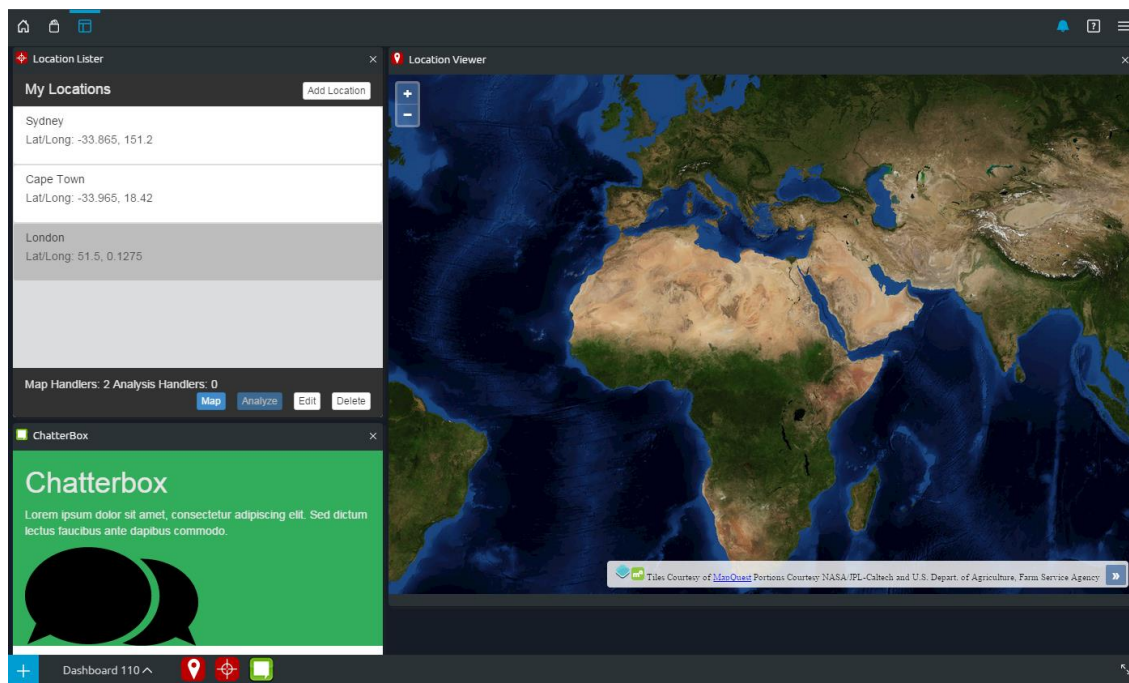 Location Lister
My Locations
Add Location
Sydney
Lat/Long: -33.865, 151.2
Cape Town
Lat/Long: -33.965, 18.42
London
Lat/Long: 51.5, 0.1275
Map Handlers: 2 Analysis Handlers: 0
Map Analyze Edit Delete
ChatterBox
Chatterbox
Lorem ipsum dolor sit amet, consectetur adipiscing elit. Sed dictum
lectus faucibus ante dapibus commodo.
Location Viewer
Tiles Courtesy of MapQuest Portions Courtesy NASA/JPL-Caltech and U.S. Depart. of Agriculture, Farm Service Agency
Dashboard 110